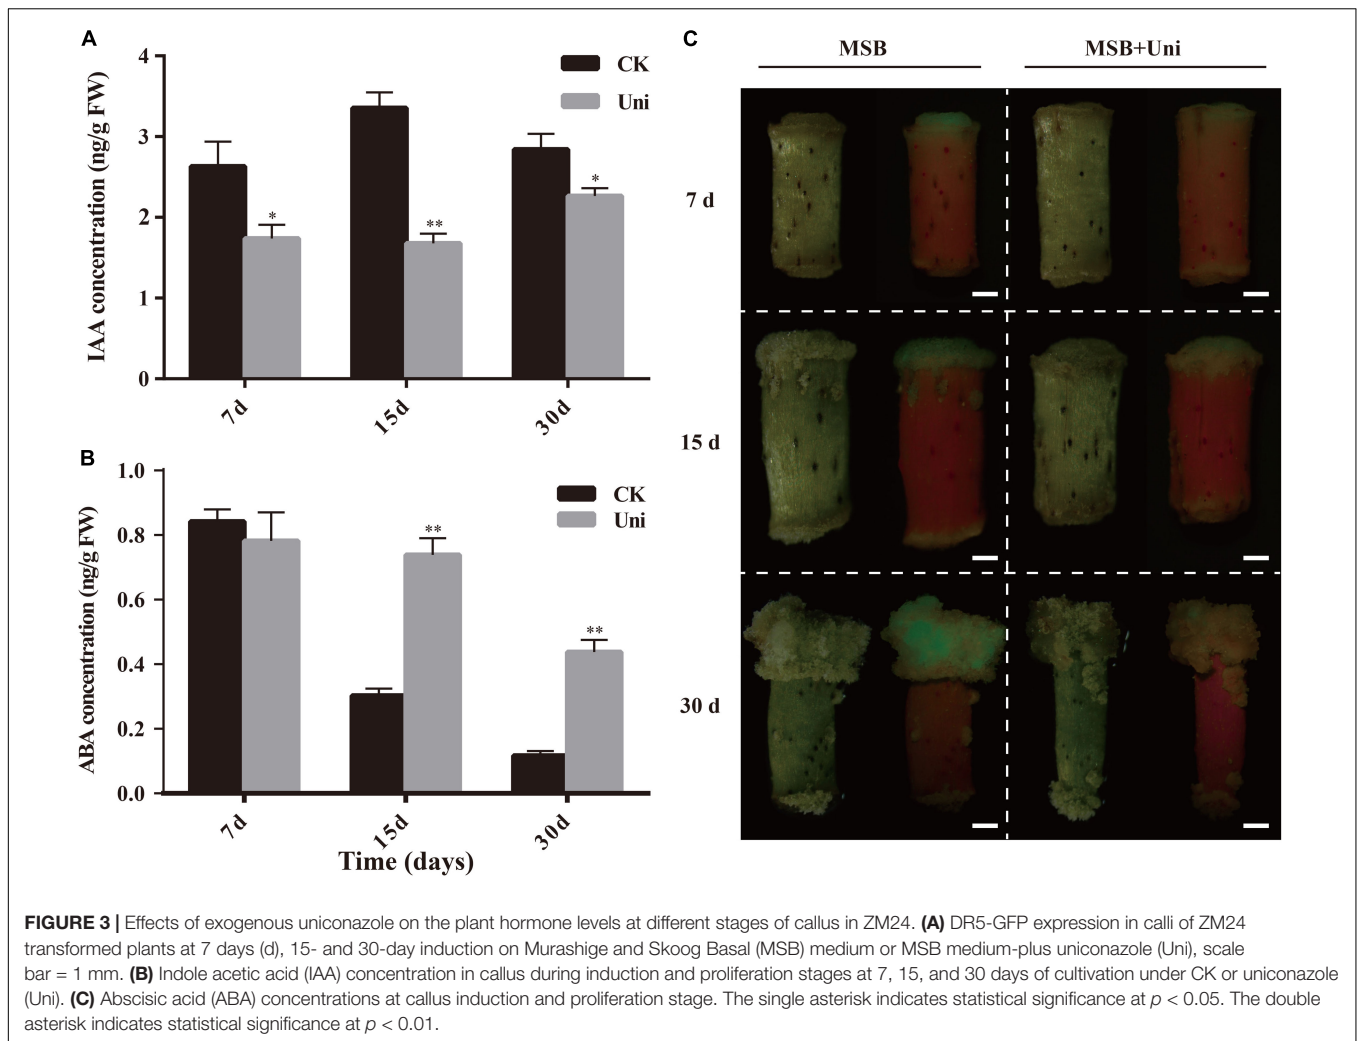 A
IAA concentration (ng/g FW)
4
3
2
1
0
CK
Uni
*
**
*
7d
15d
30d
B
ABA concentration (ng/g FW)
1.0
0.8
0.6
0.4
0.2
0.0
CK
Uni
**
**
7d
15d
30d
Time (days)
C
MSB
MSB+Uni
7 d
15 d
30 d
FIGURE 3 | Effects of exogenous uniconazole on the plant hormone levels at different stages of callus in ZM24. (A) DR5-GFP expression in calli of ZM24
transformed plants at 7 days (d), 15- and 30-day induction on Murashige and Skoog Basal (MSB) medium or MSB medium-plus uniconazole (Uni), scale
bar = 1 mm. (B) Indole acetic acid (IAA) concentration in callus during induction and proliferation stages at 7, 15, and 30 days of cultivation under CK or uniconazole
(Uni). (C) Abscisic acid (ABA) concentrations at callus induction and proliferation stage. The single asterisk indicates statistical significance at p < 0.05. The double
asterisk indicates statistical significance at p < 0.01.